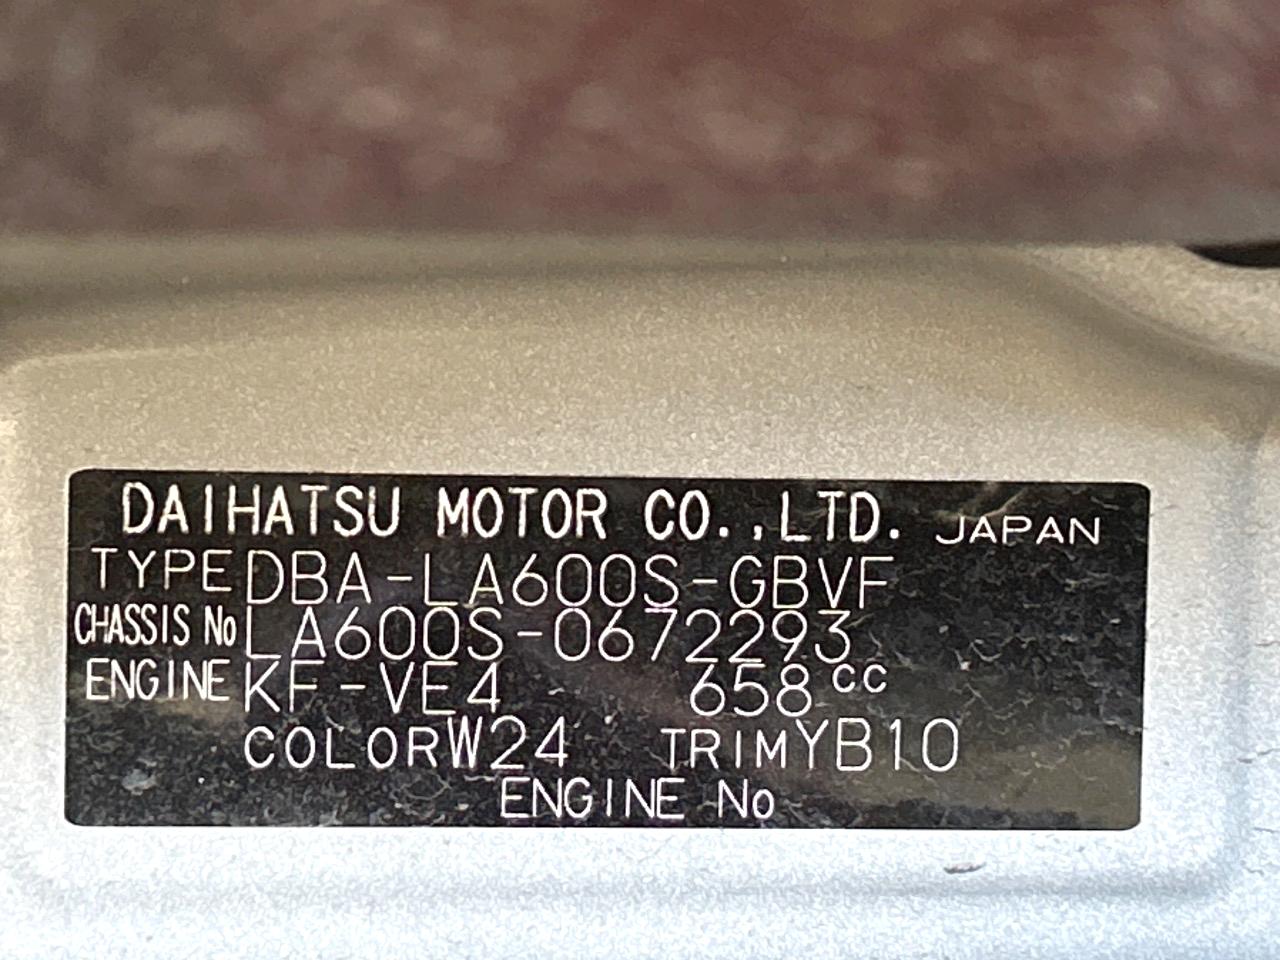 DAIHATSU MOTOR CO.,LTD. JAPAN
TYPE DBA-LA600S-GBVF
CHASSIS No LA600S-0672293
ENGINE KF-VE4 658cc
COLOR W24 TRIM YB10
ENGINE No